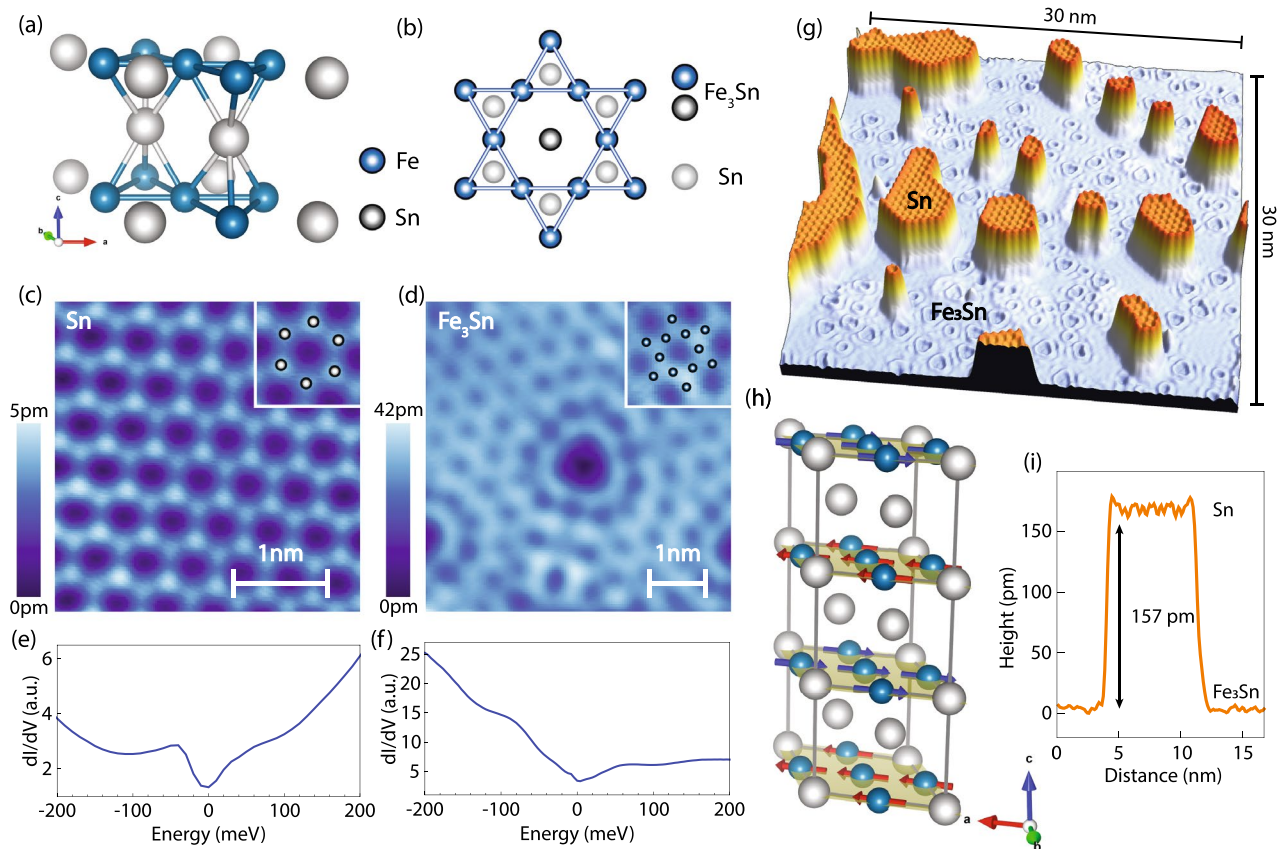 (a)
Fe
Sn
c
b
a
(b)
Fe₃Sn
Sn
(c)
Sn
5pm
0pm
1nm
(d)
Fe₃Sn
42pm
0pm
1nm
(e)
dI/dV (a.u.)
6
4
2
-200
-100
0
100
200
Energy (meV)
(f)
dI/dV (a.u.)
25
20
15
10
5
-200
-100
0
100
200
Energy (meV)
(g)
30 nm
30 nm
Sn
Fe₃Sn
(h)
c
a
b
(i)
Height (pm)
150
100
50
0
Sn
157 pm
Fe₃Sn
0
5
10
15
Distance (nm)